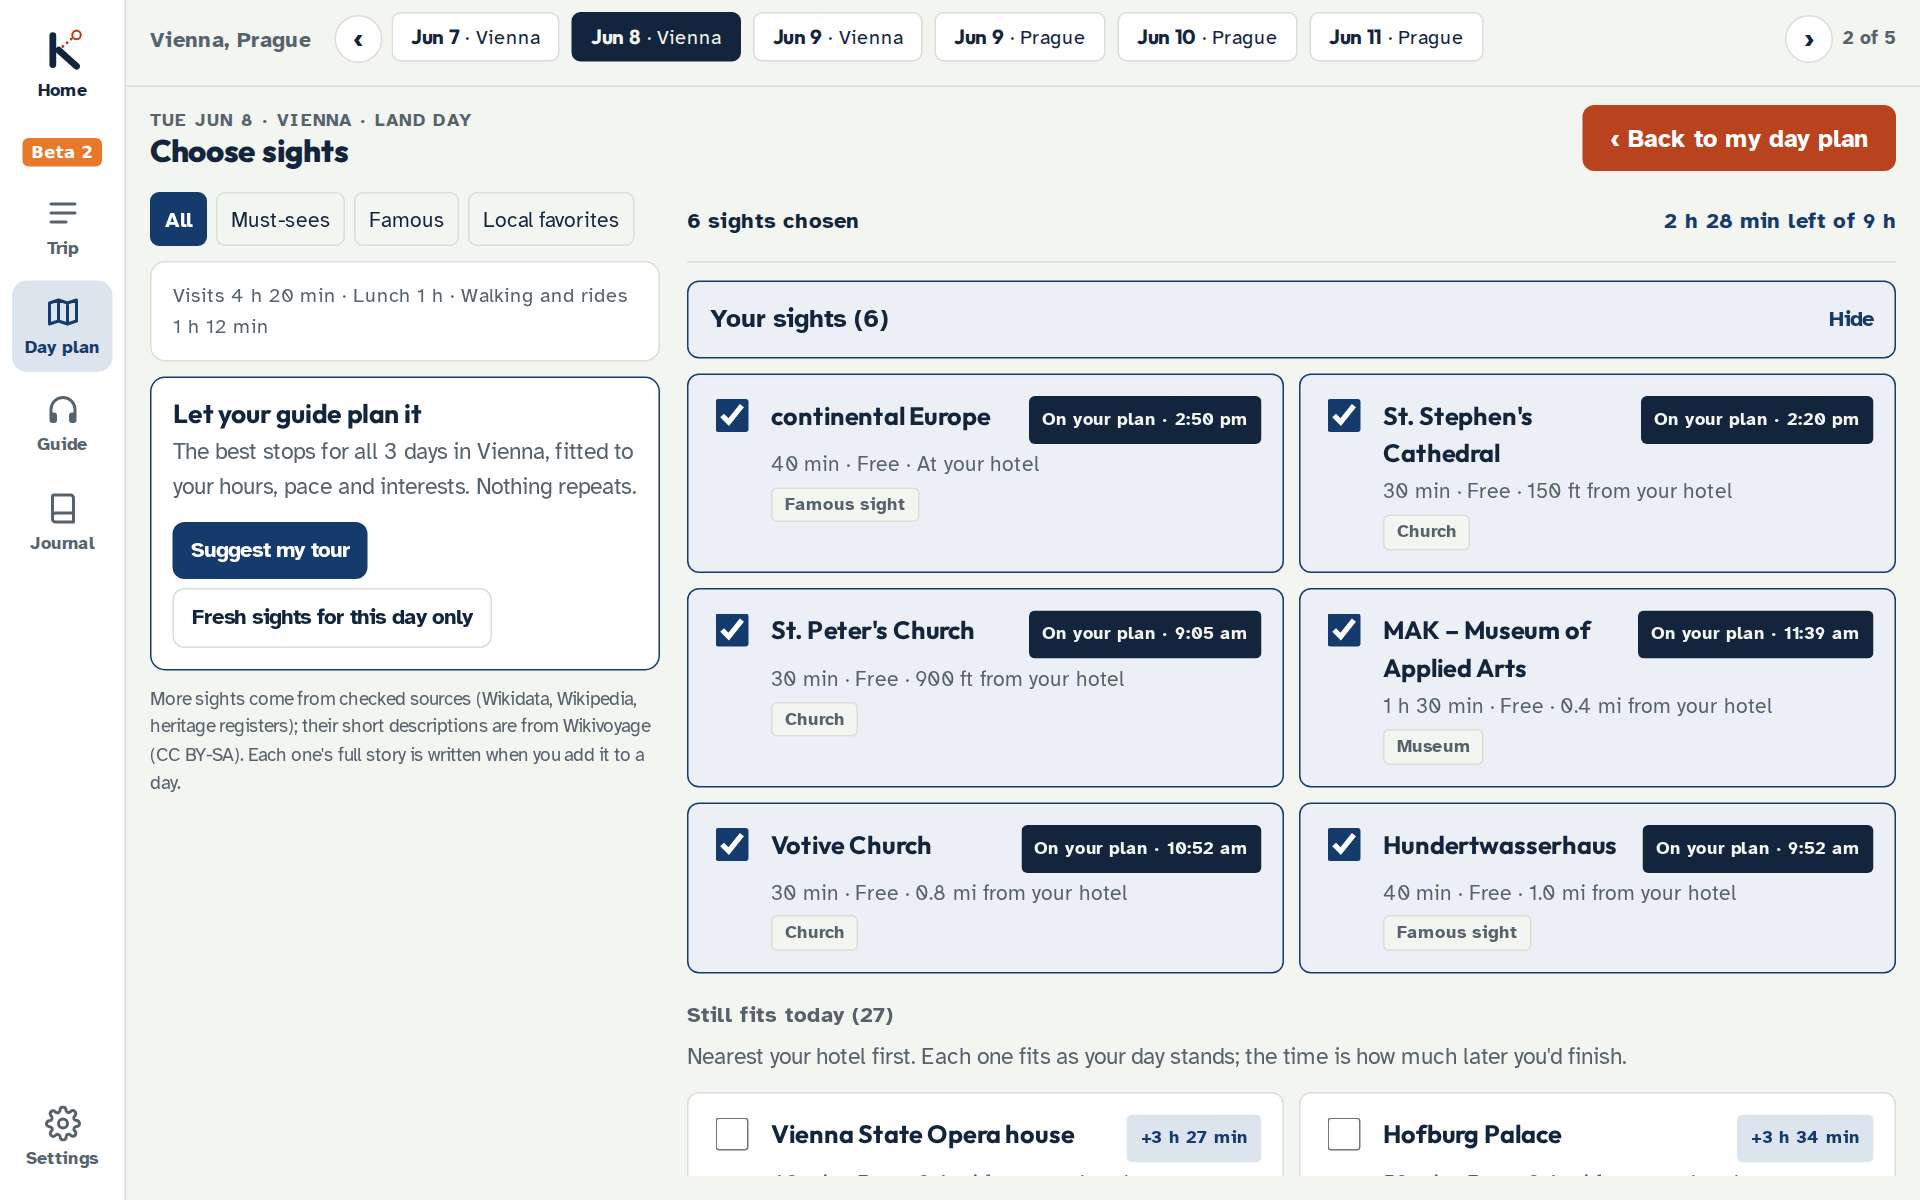 Home
Beta 2
Trip
Day plan
Guide
Journal
Settings
Vienna, Prague
‹
Jun 7 · Vienna
Jun 8 · Vienna
Jun 9 · Vienna
Jun 9 · Prague
Jun 10 · Prague
Jun 11 · Prague
›
2 of 5
TUE JUN 8 · VIENNA · LAND DAY
Choose sights
‹ Back to my day plan
All
Must-sees
Famous
Local favorites
Visits 4 h 20 min · Lunch 1 h · Walking and rides
1 h 12 min
Let your guide plan it
The best stops for all 3 days in Vienna, fitted to
your hours, pace and interests. Nothing repeats.
Suggest my tour
Fresh sights for this day only
More sights come from checked sources (Wikidata, Wikipedia,
heritage registers); their short descriptions are from Wikivoyage
(CC BY-SA). Each one's full story is written when you add it to a
day.
6 sights chosen
2 h 28 min left of 9 h
Your sights (6)
Hide
continental Europe
On your plan · 2:50 pm
40 min · Free · At your hotel
Famous sight
St. Stephen's
Cathedral
On your plan · 2:20 pm
30 min · Free · 150 ft from your hotel
Church
St. Peter's Church
On your plan · 9:05 am
30 min · Free · 900 ft from your hotel
Church
MAK – Museum of
Applied Arts
On your plan · 11:39 am
1 h 30 min · Free · 0.4 mi from your hotel
Museum
Votive Church
On your plan · 10:52 am
30 min · Free · 0.8 mi from your hotel
Church
Hundertwasserhaus
On your plan · 9:52 am
40 min · Free · 1.0 mi from your hotel
Famous sight
Still fits today (27)
Nearest your hotel first. Each one fits as your day stands; the time is how much later you'd finish.
Vienna State Opera house
+3 h 27 min
Hofburg Palace
+3 h 34 min